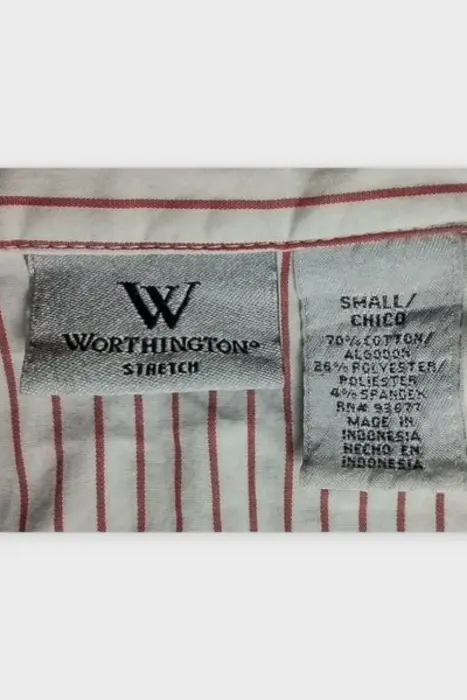 W
WORTHINGTON®
STRETCH
SMALL/
CHICO
70% COTTON/
ALGODON
26% POLYESTER/
POLIESTER
4% SPANDEX
RN# 93677
MADE IN
INDONESIA
HECHO EN
INDONESIA